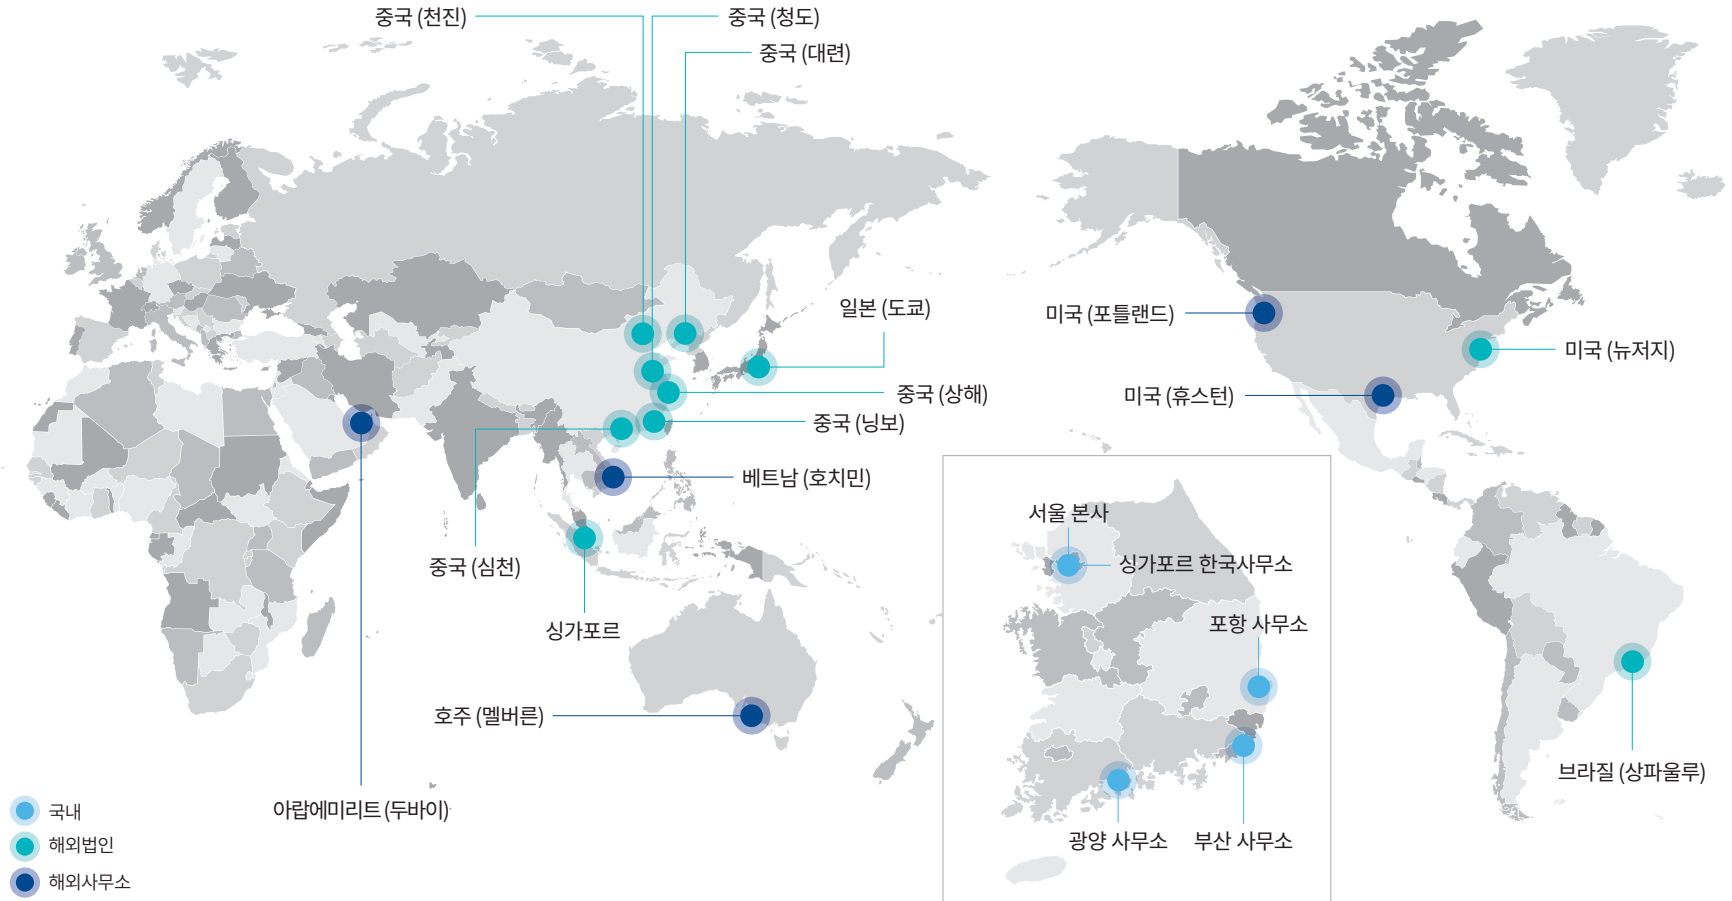 중국 (천진)
중국 (청도)
중국 (대련)
일본 (도쿄)
미국 (포틀랜드)
미국 (뉴저지)
중국 (상해)
미국 (휴스턴)
중국 (닝보)
베트남 (호치민)
서울 본사
중국 (심천)
싱가포르 한국사무소
싱가포르
포항 사무소
호주 (멜버른)
브라질 (상파울루)
아랍에미리트 (두바이)
국내
광양 사무소
부산 사무소
해외법인
해외사무소